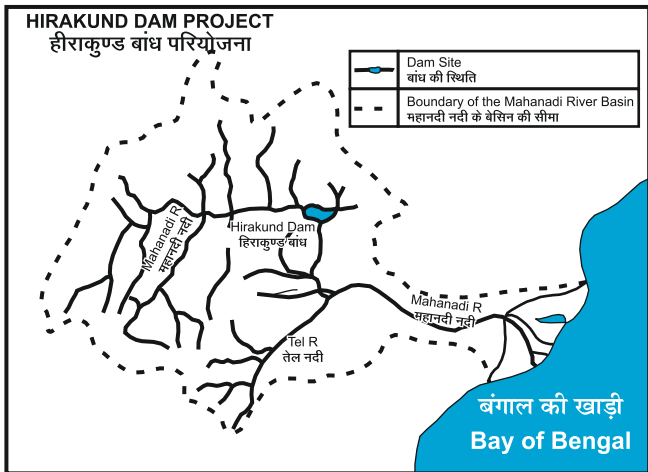 HIRAKUND DAM PROJECT
हीराकुण्ड बांध परियोजना
Dam Site
बांध की स्थिति
Boundary of the Mahanadi River Basin
महानदी नदी के बेसिन की सीमा
Mahanadi R
महानदी नदी
Hirakund Dam
हिराकुण्ड बांध
Mahanadi R
महानदी नदी
Tel R
तेल नदी
बंगाल की खाड़ी
Bay of Bengal